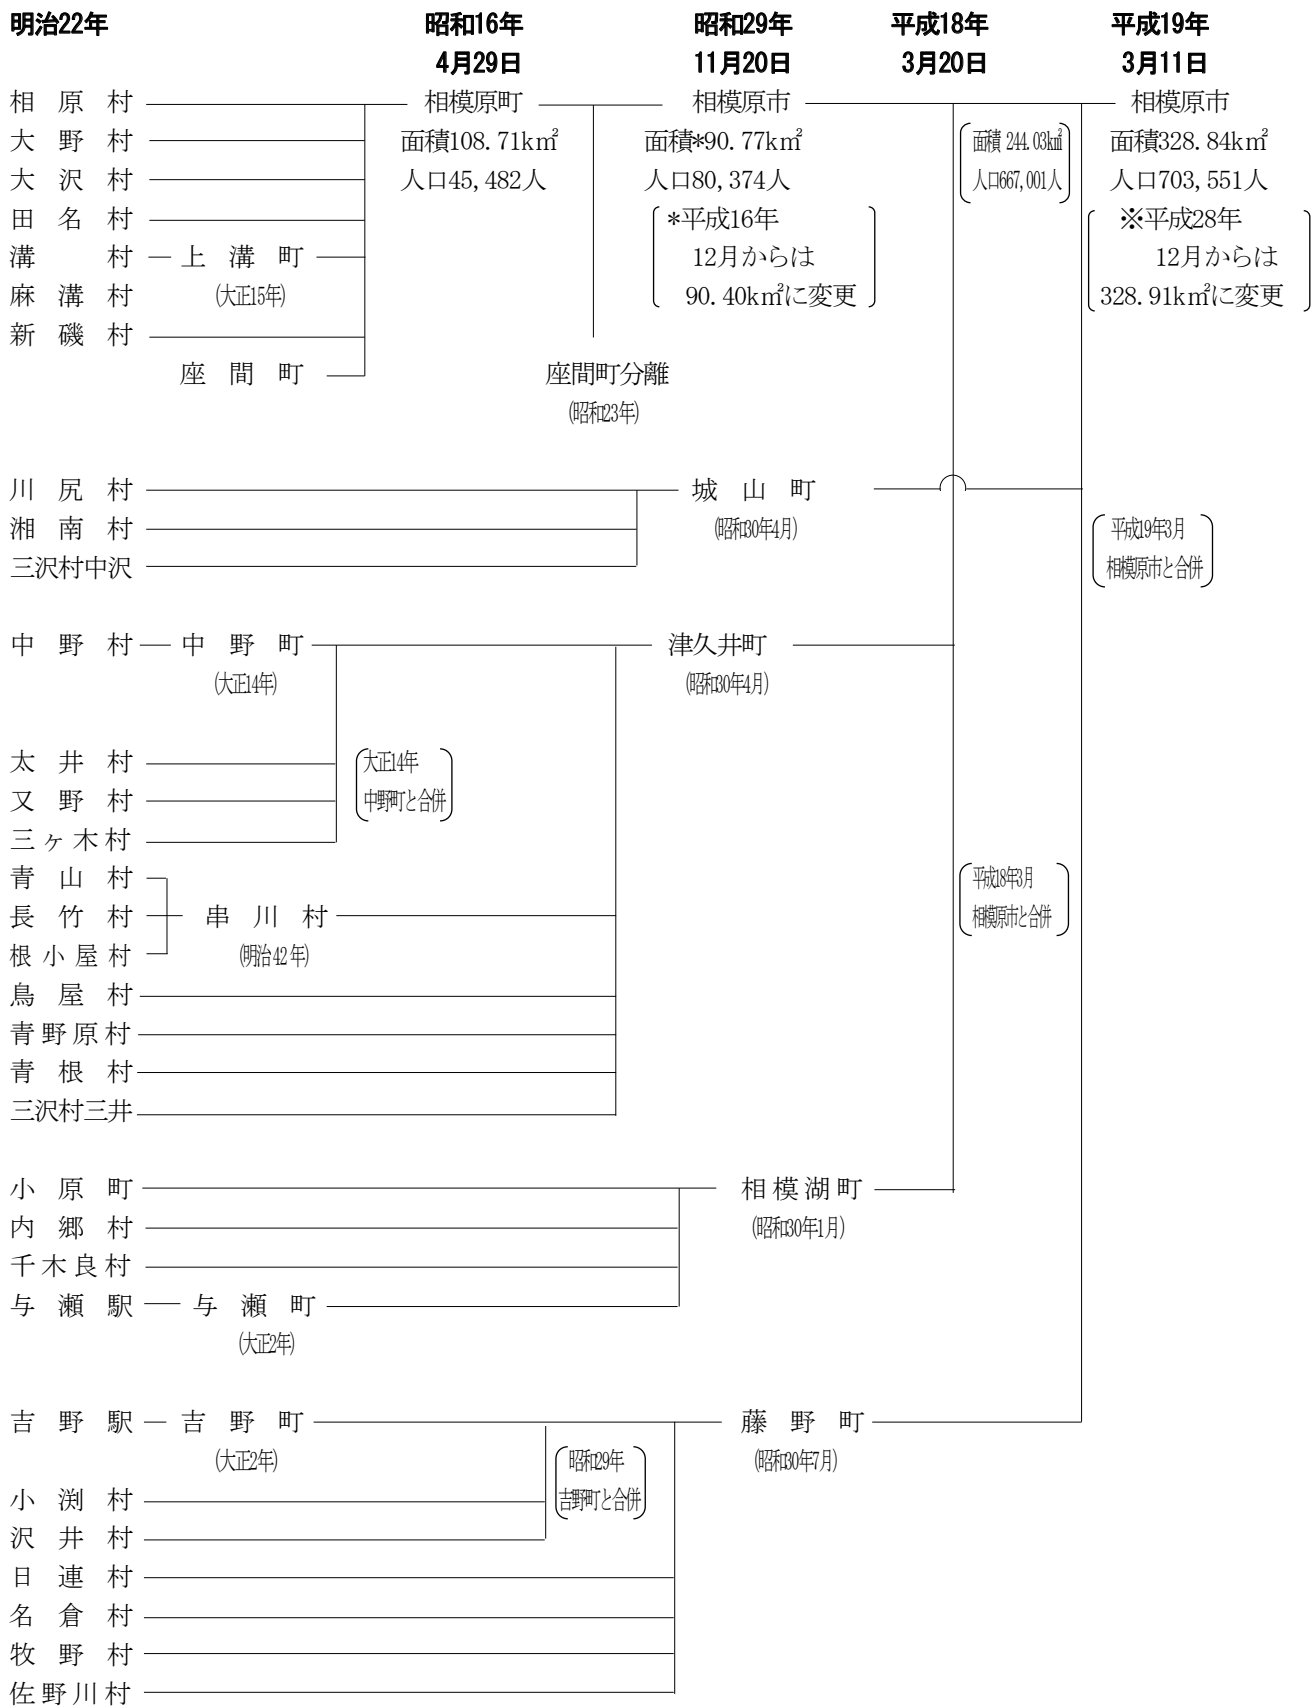 明治22年 昭和16年 昭和29年 平成18年 平成19年
4月29日 11月20日 3月20日 3月11日
相原村 相模原町 相模原市 相模原市
大野村 面積108.71k㎡ 面積*90.77k㎡ 面積 244.03k㎡ 面積328.84k㎡
大沢村 人口45,482人 人口80,374人 人口667,001人 人口703,551人
田名村 *平成16年 ※平成28年
溝村 上溝町 12月からは 12月からは
麻溝村 (大正15年) 90.40k㎡に変更 328.91k㎡に変更
新磯村
座間町 座間町分離
(昭和23年)
川尻村 城山町
湘南村 (昭和30年4月) 平成19年3月
三沢村中沢 相模原市と合併
中野村 中野町 津久井町
(大正14年) (昭和30年4月)
太井村 大正14年
又野村 中野町と合併
三ヶ木村
青山村 平成18年3月
長竹村 串川村 相模原市と合併
根小屋村 (明治42年)
鳥屋村
青野原村
青根村
三沢村三井
小原町 相模湖町
内郷村 (昭和30年1月)
千木良村
与瀬駅 与瀬町
(大正2年)
吉野駅 吉野町 藤野町
(大正2年) 昭和29年 (昭和30年7月)
小渕村 吉野町と合併
沢井村
日連村
名倉村
牧野村
佐野川村